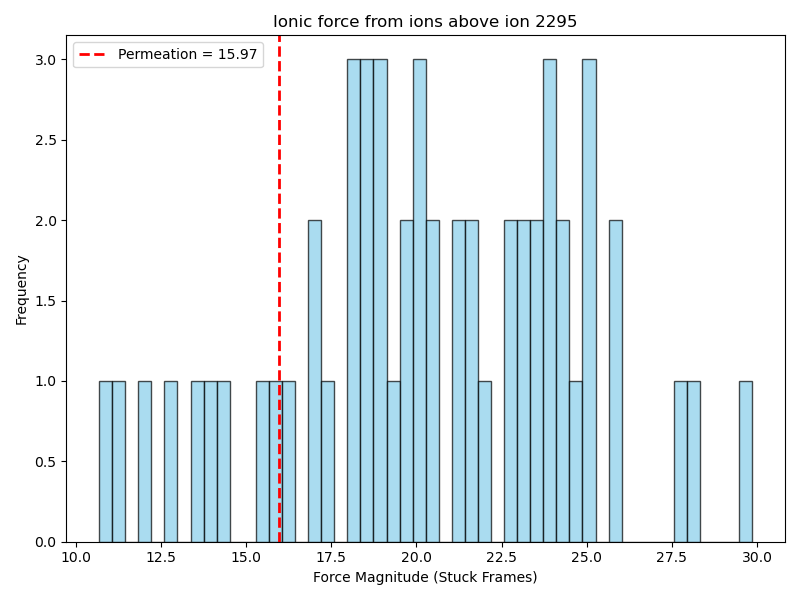 Ionic force from ions above ion 2295
Permeation = 15.97
Frequency
3.0
2.5
2.0
1.5
1.0
0.5
0.0
10.0 12.5 15.0 17.5 20.0 22.5 25.0 27.5 30.0
Force Magnitude (Stuck Frames)